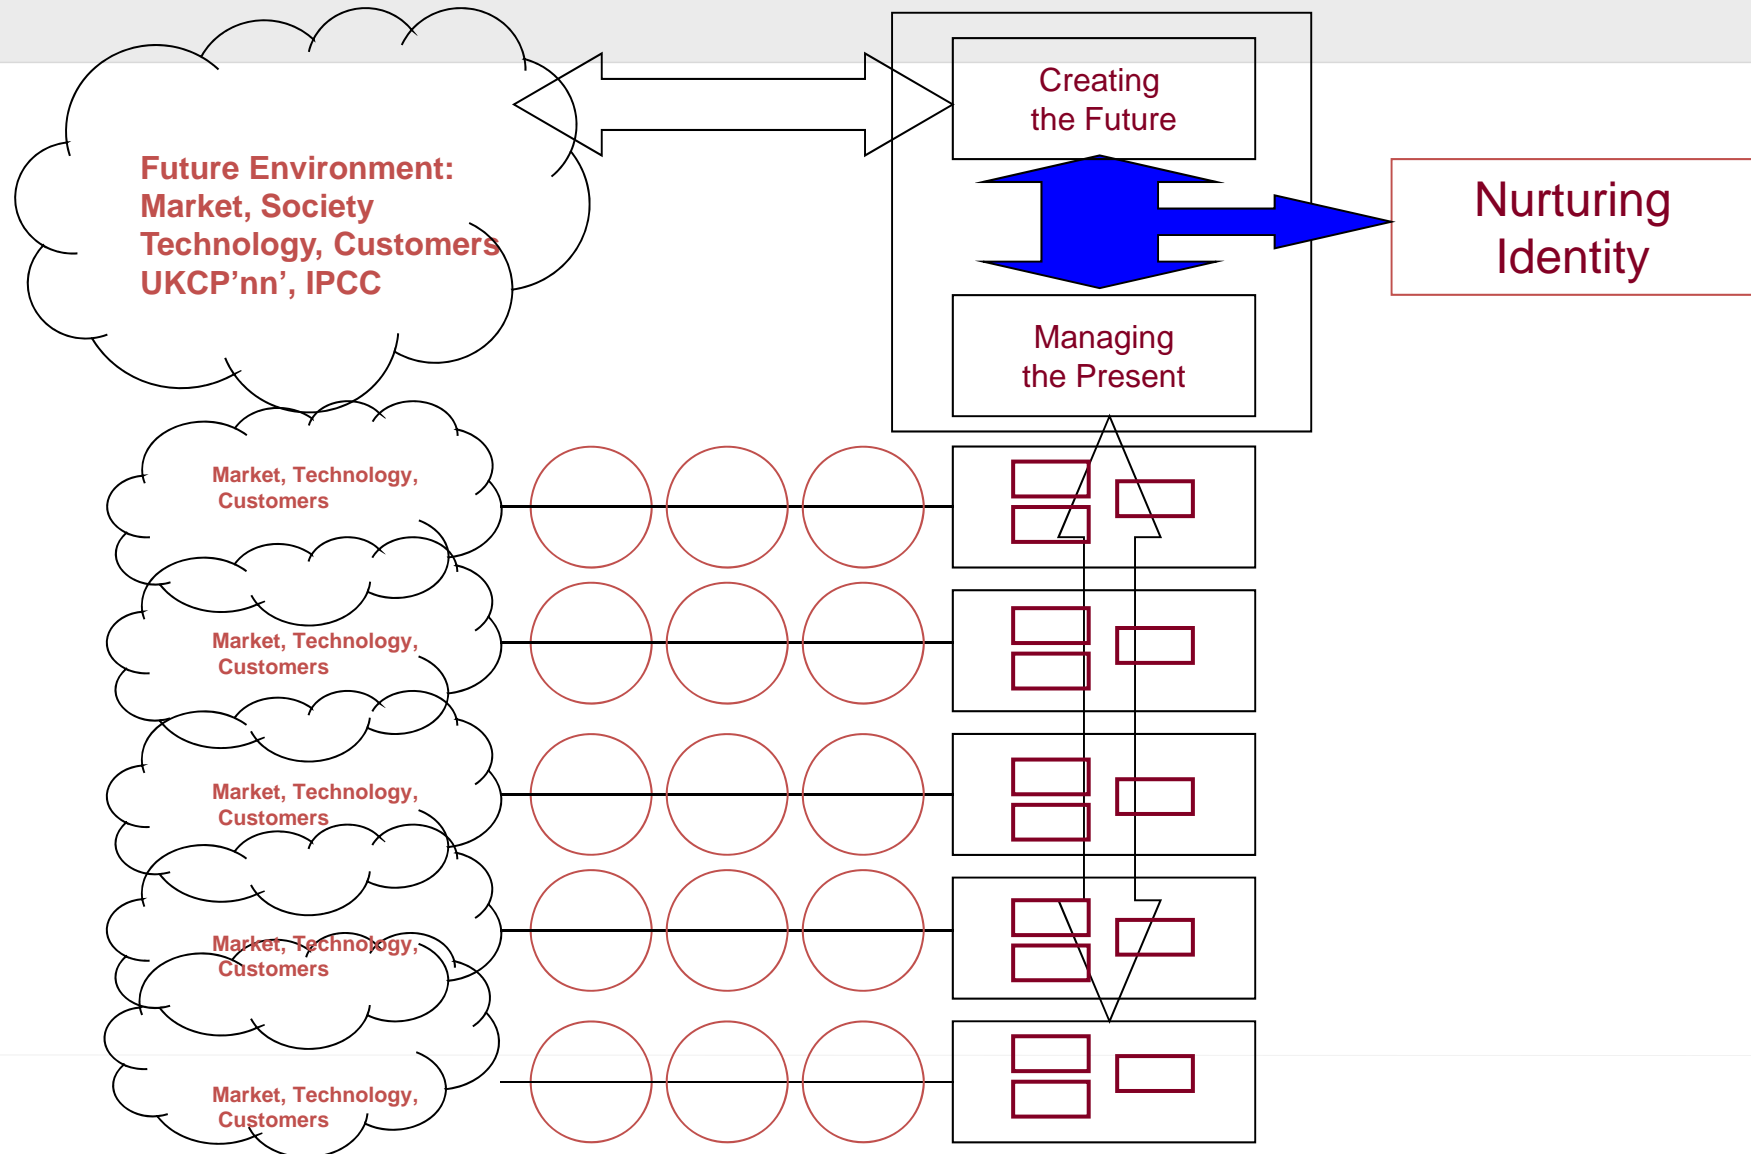 Creating
the Future
Future Environment:
Market, Society
Technology, Customers
UKCP’nn’, IPCC
Nurturing
Identity
Managing
the Present
Market, Technology,
Customers
Market, Technology,
Customers
Market, Technology,
Customers
Market, Technology,
Customers
Market, Technology,
Customers